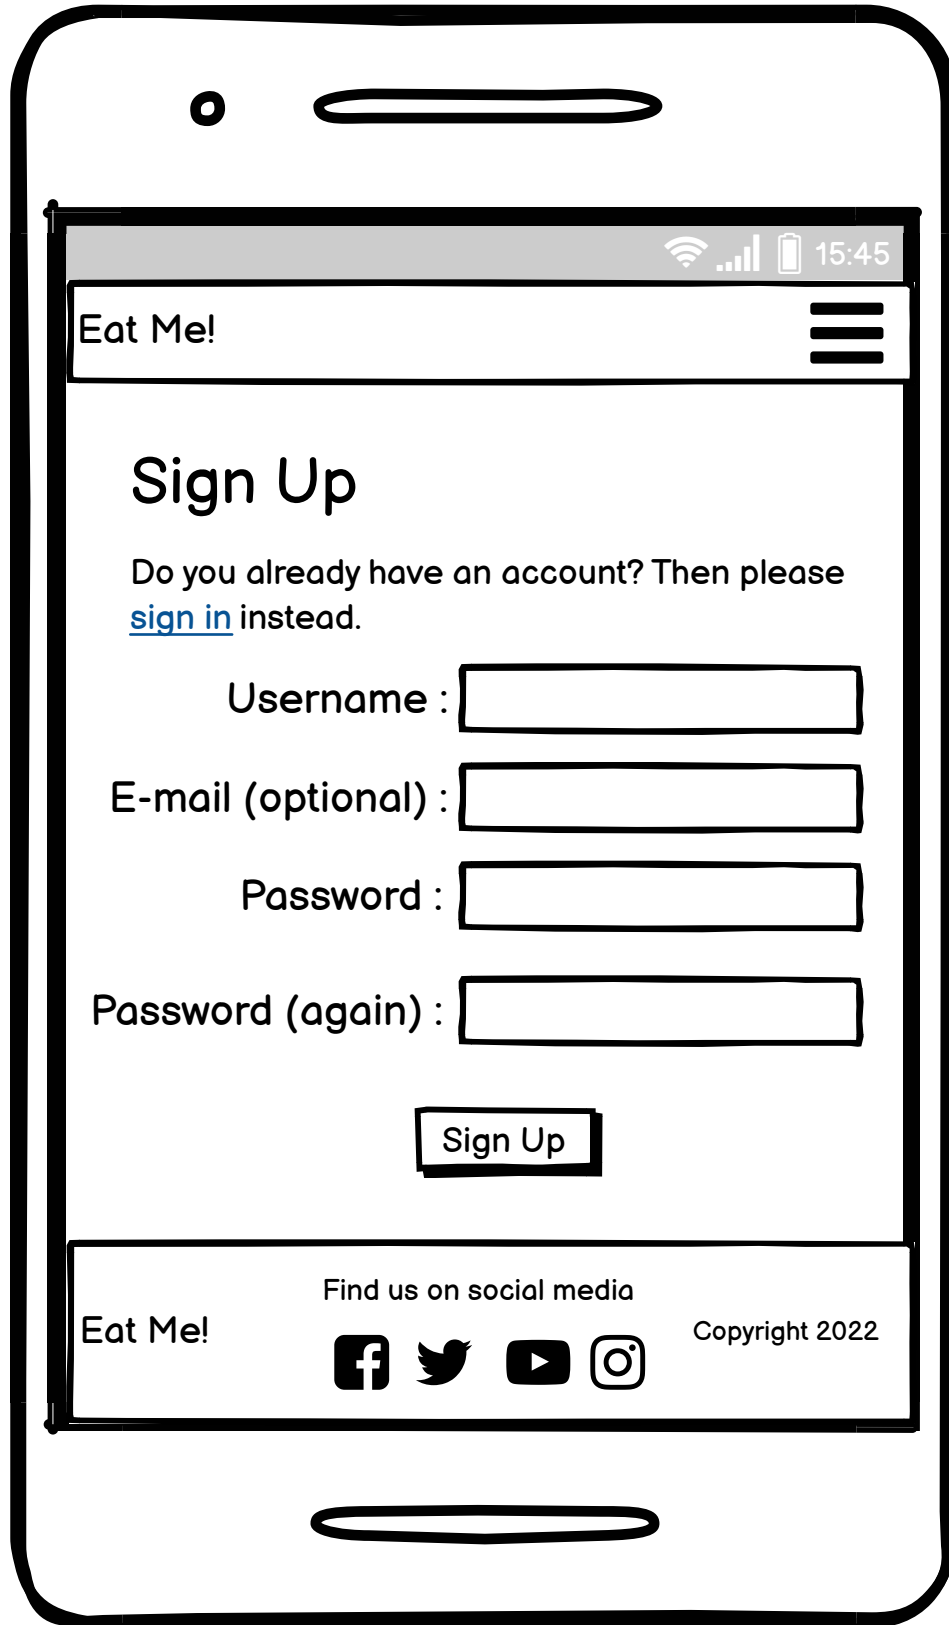 15:45
Eat Me!
Sign Up
Do you already have an account? Then please
sign in instead.
Username :
E-mail (optional) :
Password :
Password (again) :
Sign Up
Find us on social media
Eat Me!
Copyright 2022